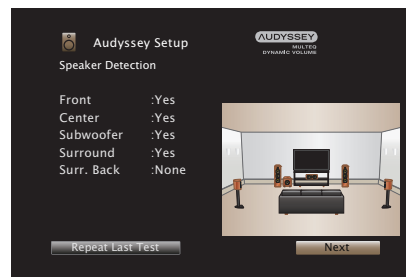 Audyssey Setup
AUDYSSEY
MULTEQ
DYNAMIC VOLUME
Speaker Detection
Front :Yes
Center :Yes
Subwoofer :Yes
Surround :Yes
Surr. Back :None
Repeat Last Test
Next